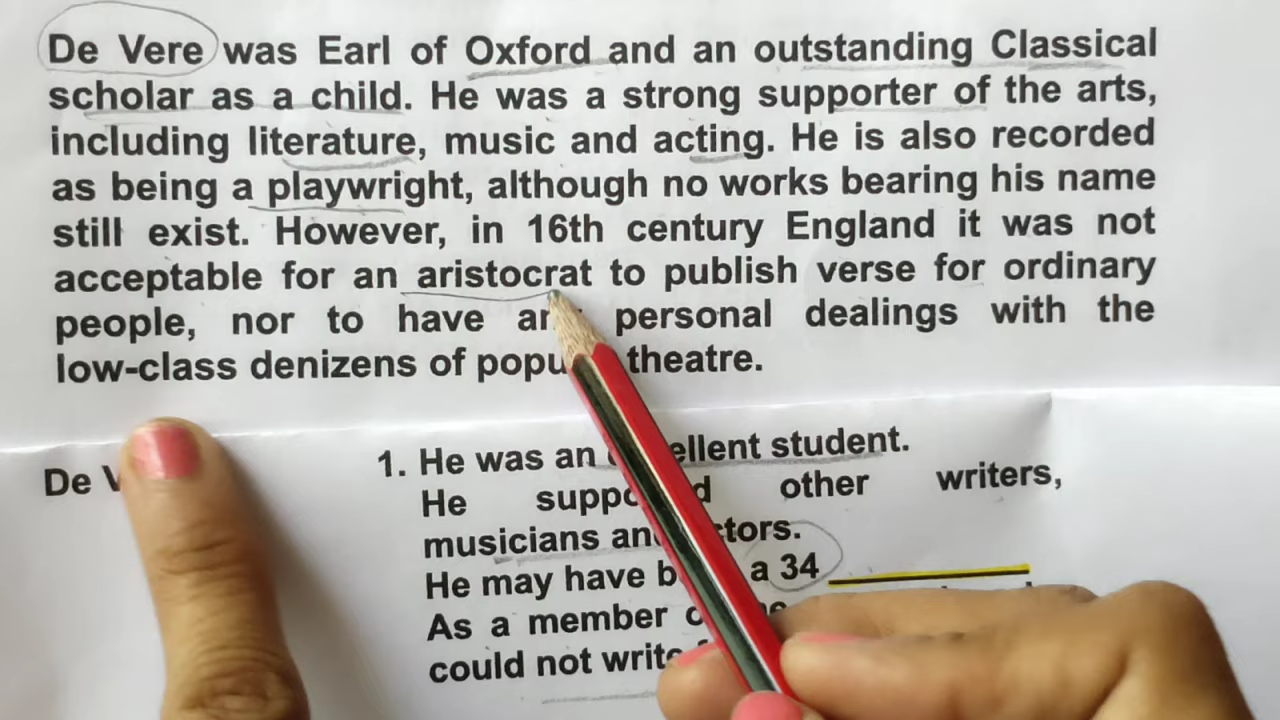 De Vere was Earl of Oxford and an outstanding Classical
scholar as a child. He was a strong supporter of the arts,
including literature, music and acting. He is also recorded
as being a playwright, although no works bearing his name
still exist. However, in 16th century England it was not
acceptable for an aristocrat to publish verse for ordinary
people, nor to have personal dealings with the
low-class denizens of theatre.
De
1. He was an student.
He other writers,
musicians
He may have a 34
As a member
could not write